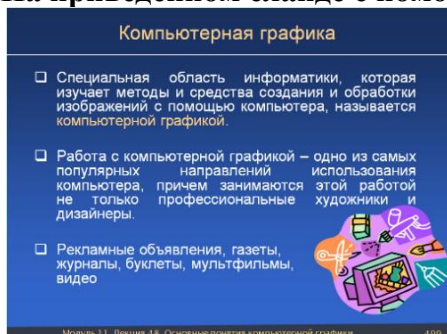 Компьютерная графика
❑ Специальная область информатики, которая
изучает методы и средства создания и обработки
изображений с помощью компьютера, называется
компьютерной графикой.
❑ Работа с компьютерной графикой – одно из самых
популярных направлений использования
компьютера, причем занимаются этой работой
не только профессиональные художники и
дизайнеры.
❑ Рекламные объявления, газеты,
журналы, буклеты, мультфильмы,
видео
Модуль 11. Лекция 48. Основные понятия компьютерной графики